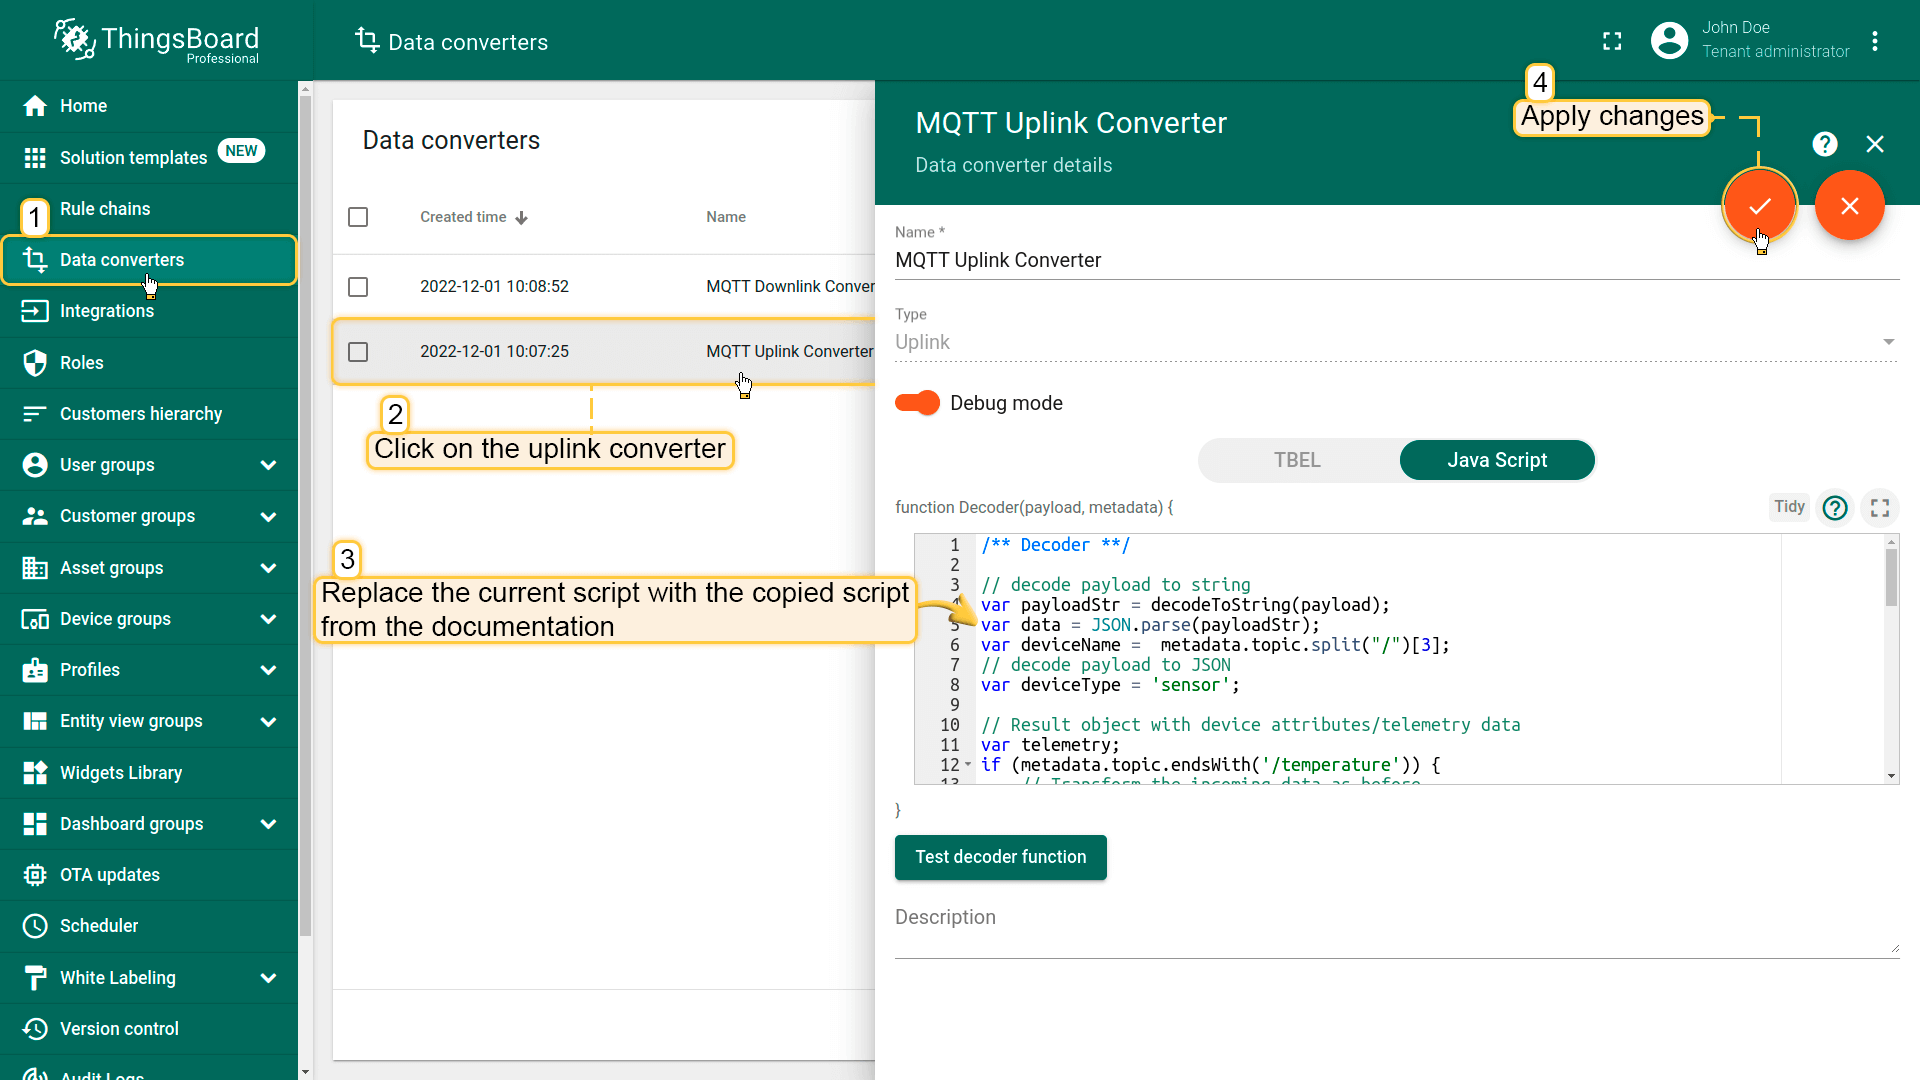 ThingsBoard
Professional
Data converters
John Doe
Tenant administrator
Home
Solution templates NEW
Rule chains
1
Data converters
Integrations
Roles
Customers hierarchy
User groups
Customer groups
Asset groups
Device groups
Profiles
Entity view groups
Widgets Library
Dashboard groups
OTA updates
Scheduler
White Labeling
Version control
Audit Logs
Data converters
Created time Name
2022-12-01 10:08:52 MQTT Downlink Conver
2022-12-01 10:07:25 MQTT Uplink Converter
2
Click on the uplink converter
3
Replace the current script with the copied script
from the documentation
4
Apply changes
MQTT Uplink Converter
Data converter details
Name *
MQTT Uplink Converter
Type
Uplink
Debug mode
TBEL Java Script
function Decoder(payload, metadata) {
Tidy
1 /** Decoder **/
2
3 // decode payload to string
4 var payloadStr = decodeToString(payload);
5 var data = JSON.parse(payloadStr);
6 var deviceName =  metadata.topic.split("/")[3];
7 // decode payload to JSON
8 var deviceType = 'sensor';
9
10 // Result object with device attributes/telemetry data
11 var telemetry;
12 if (metadata.topic.endsWith('/temperature')) {
13 // Transform the incoming data as before
}
Test decoder function
Description